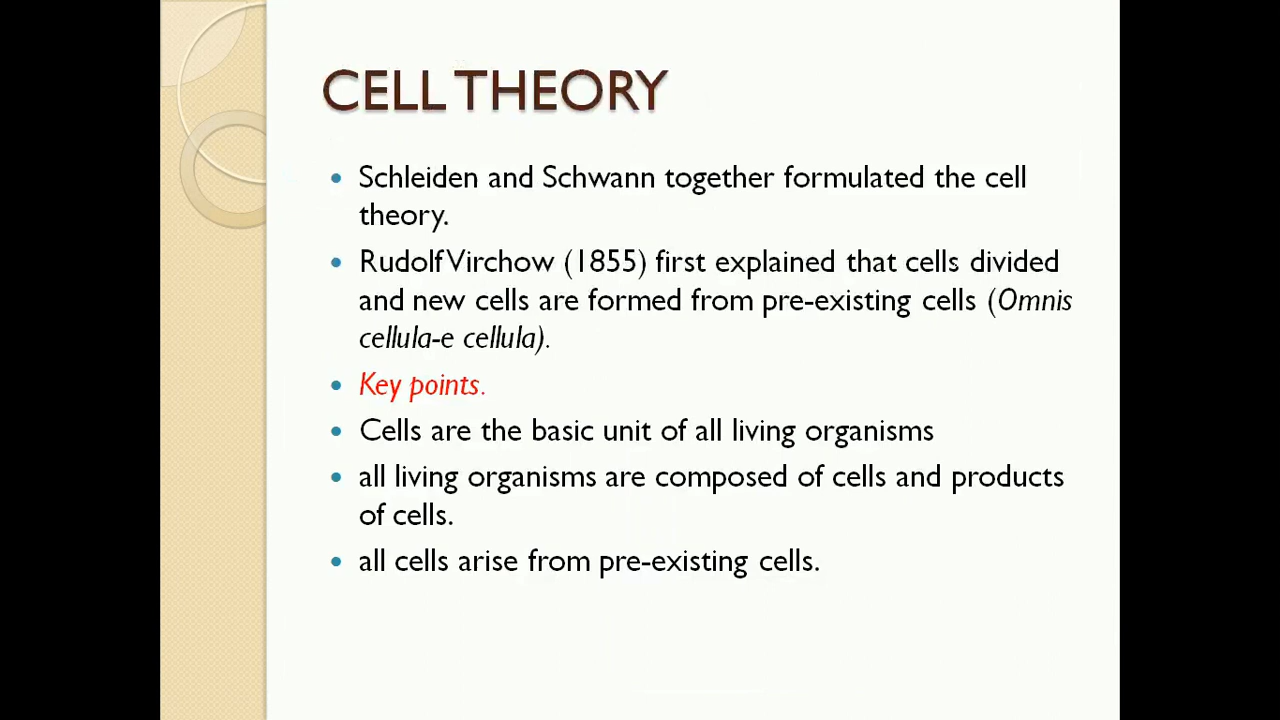 CELL THEORY
• Schleiden and Schwann together formulated the cell
theory.
• Rudolf Virchow (1855) first explained that cells divided
and new cells are formed from pre-existing cells (Omnis
cellula-e cellula).
• Key points.
• Cells are the basic unit of all living organisms
• all living organisms are composed of cells and products
of cells.
• all cells arise from pre-existing cells.